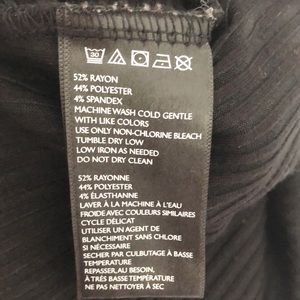 30
52% RAYON
44% POLYESTER
4% SPANDEX
MACHINE WASH COLD GENTLE
WITH LIKE COLORS
USE ONLY NON-CHLORINE BLEACH
TUMBLE DRY LOW
LOW IRON AS NEEDED
DO NOT DRY CLEAN
52% RAYONNE
44% POLYESTER
4% ÉLASTHANNE
LAVER À LA MACHINE À L'EAU
FROIDE AVEC COULEURS SIMILAIRES
CYCLE DÉLICAT
UTILISER UN AGENT DE
BLANCHIMENT SANS CHLORE
SI NÉCESSAIRE
SECHER PAR CULBUTAGE À BASSE
TEMPERATURE
REPASSER, AU BESOIN,
À TRÈS BASSE TEMPÉRATURE
NE PAS NETTOYER À SEC